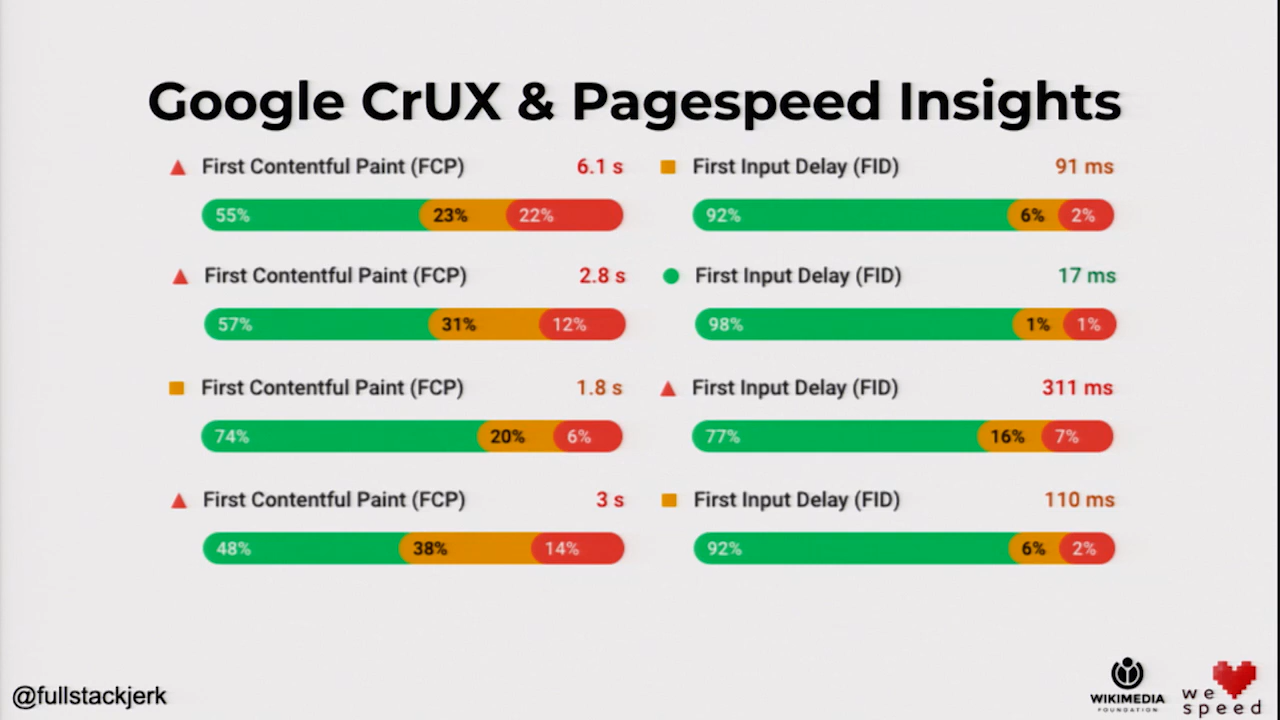 Google CrUX & Pagespeed Insights
First Contentful Paint (FCP) 6.1 s
55% 23% 22%
First Input Delay (FID) 91 ms
92% 6% 2%
First Contentful Paint (FCP) 2.8 s
57% 31% 12%
First Input Delay (FID) 17 ms
98% 1% 1%
First Contentful Paint (FCP) 1.8 s
74% 20% 6%
First Input Delay (FID) 311 ms
77% 16% 7%
First Contentful Paint (FCP) 3 s
48% 38% 14%
First Input Delay (FID) 110 ms
92% 6% 2%
@fullstackjerk
WIKIMEDIA
FOUNDATION
we
speed